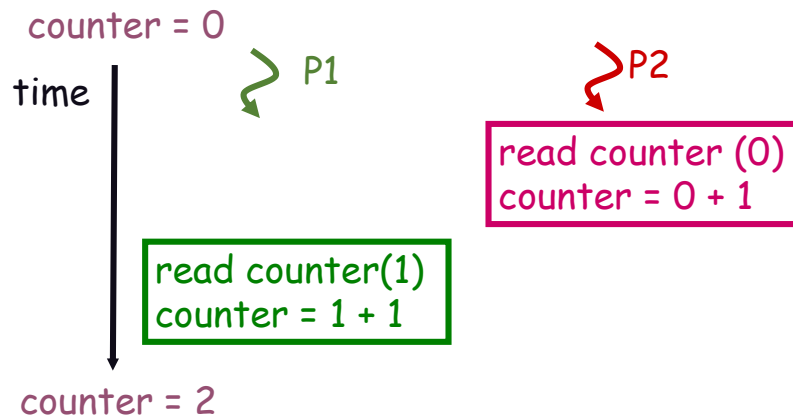 counter = 0
time
P1
P2
read counter (0)
counter = 0 + 1
read counter(1)
counter = 1 + 1
counter = 2